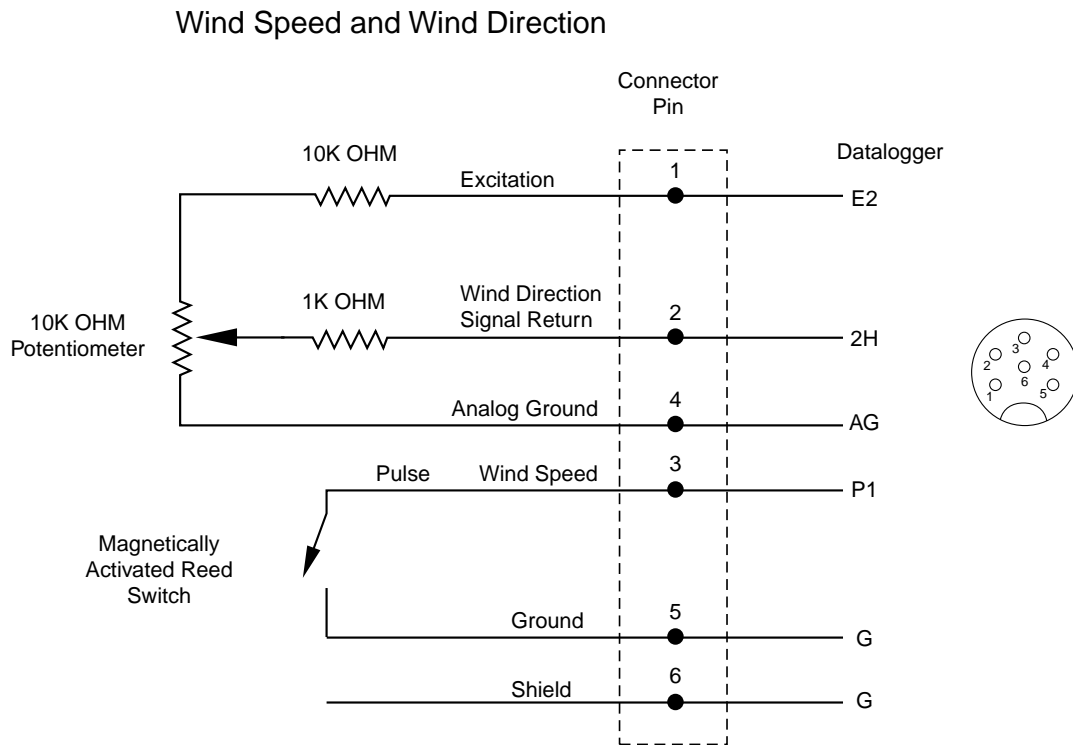 Wind Speed and Wind Direction
Connector
Pin
10K OHM
Datalogger
Excitation
1
E2
1K OHM
Wind Direction
Signal Return
2
2H
10K OHM
Potentiometer
Analog Ground
4
AG
Pulse
Wind Speed
3
P1
Magnetically
Activated Reed
Switch
Ground
5
G
Shield
6
G
3
2
4
6
1
5